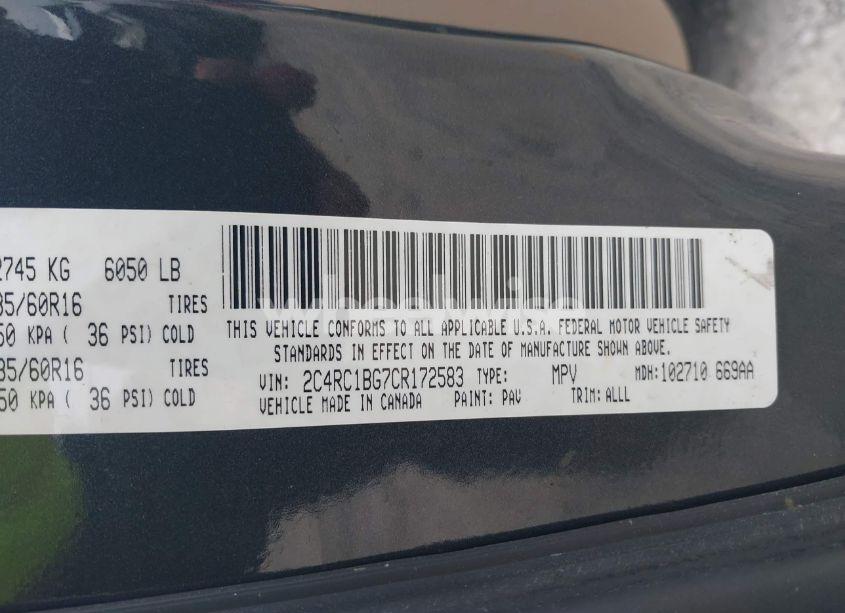 2745 KG 6050 LB
35/60R16 TIRES
50 KPA ( 36 PSI) COLD
35/60R16 TIRES
50 KPA ( 36 PSI) COLD
THIS VEHICLE CONFORMS TO ALL APPLICABLE U.S.A. FEDERAL MOTOR VEHICLE SAFETY
STANDARDS IN EFFECT ON THE DATE OF MANUFACTURE SHOWN ABOVE.
VIN: 2C4RC1BG7CR172583 TYPE: MPV MDH:102710 669AA
VEHICLE MADE IN CANADA PAINT: PAV TRIM: ALLL